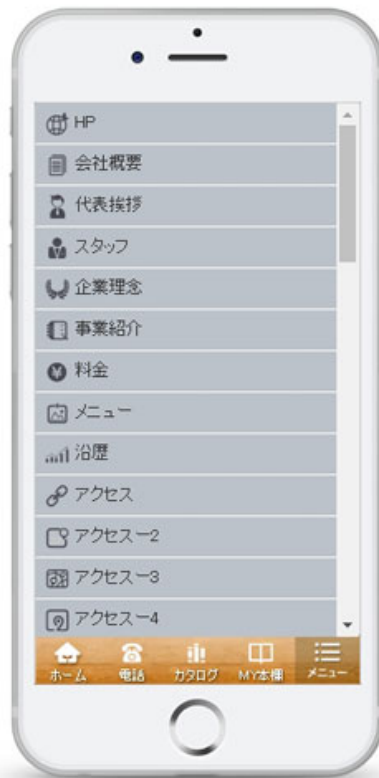 HP
会社概要
代表挨拶
スタッフ
企業理念
事業紹介
料金
メニュー
沿歴
アクセス
アクセスー2
アクセスー3
アクセスー4
ホーム 電話 カタログ MY本棚 メニュー